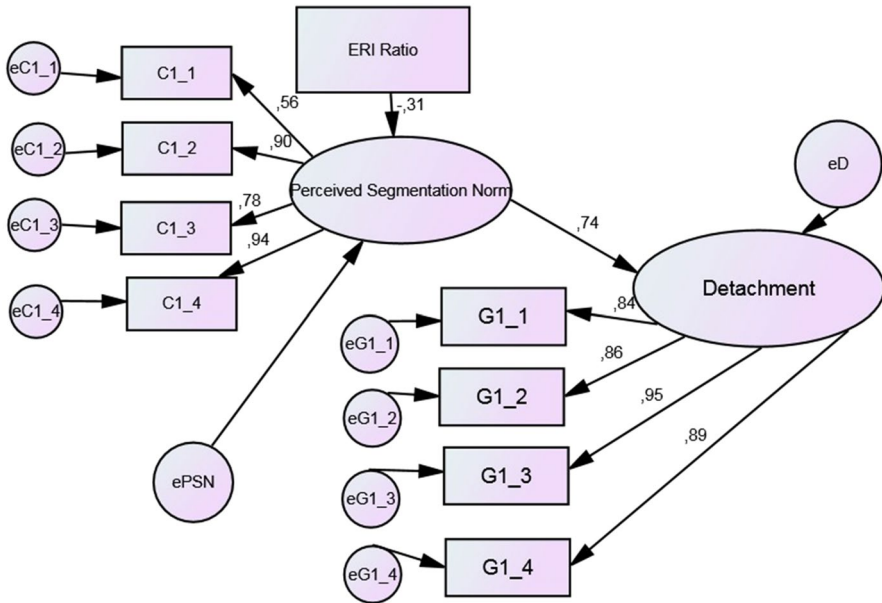 ERI Ratio
eC1_1
C1_1
,56
-,31
eC1_2
C1_2
,90
Perceived Segmentation Norm
eD
eC1_3
C1_3
,78
,74
,94
eC1_4
C1_4
Detachment
,84
G1_1
eG1_1
,86
G1_2
eG1_2
,95
,89
G1_3
ePSN
eG1_3
G1_4
eG1_4